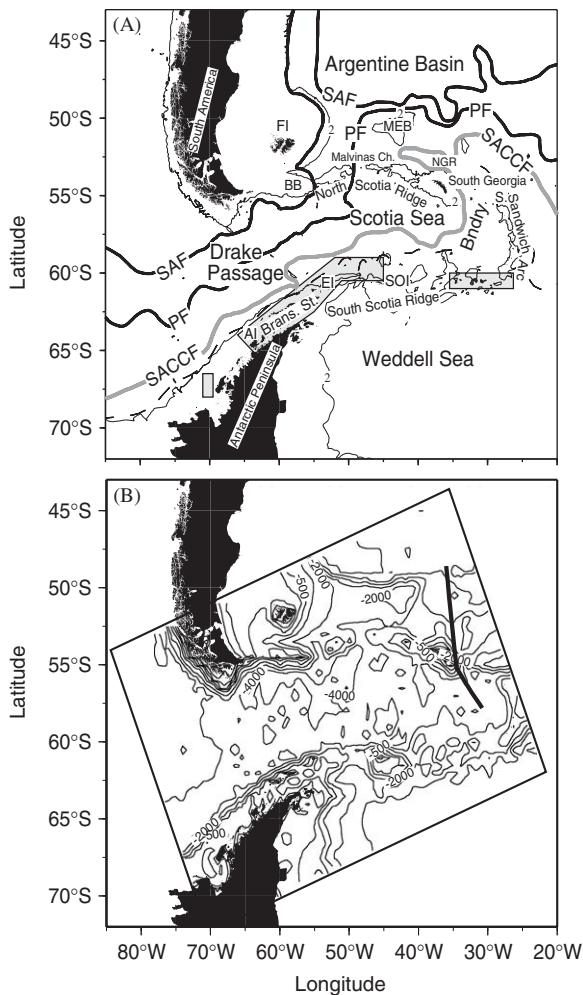 (A)
45°S
50°S
55°S
60°S
65°S
70°S
Latitude
South America
Argentine Basin
SAF
PF
FI
2
PF
MEB
2
SACCF
Malvinas Ch.
NGR
BB
North Scotia Ridge
South Georgia
2
Scotia Sea
Bndry
S. Sandwich Arc
Drake
Passage
SAF
PF
EI
SOI
South Scotia Ridge
AI
Brans. St.
SACCF
Weddell Sea
2
Antarctic Peninsula
(B)
45°S
50°S
55°S
60°S
65°S
70°S
Latitude
-500
-2000
-2000
-500
-4000
-4000
-500
-2000
-2000
-500
80°W 70°W 60°W 50°W 40°W 30°W 20°W
Longitude